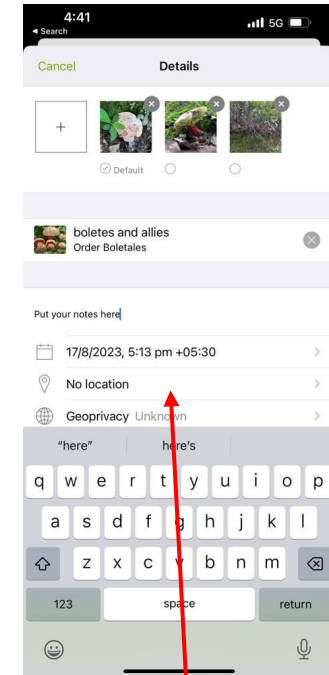 4:41
5G
◄ Search
Cancel Details
+
Default
boletes and allies
Order Boletales
Put your notes here
17/8/2023, 5:13 pm +05:30
No location
Geoprivacy Unknown
"here" here's
q w e r t y u i o p
a s d f g h j k l
z x c v b n m
123 space return